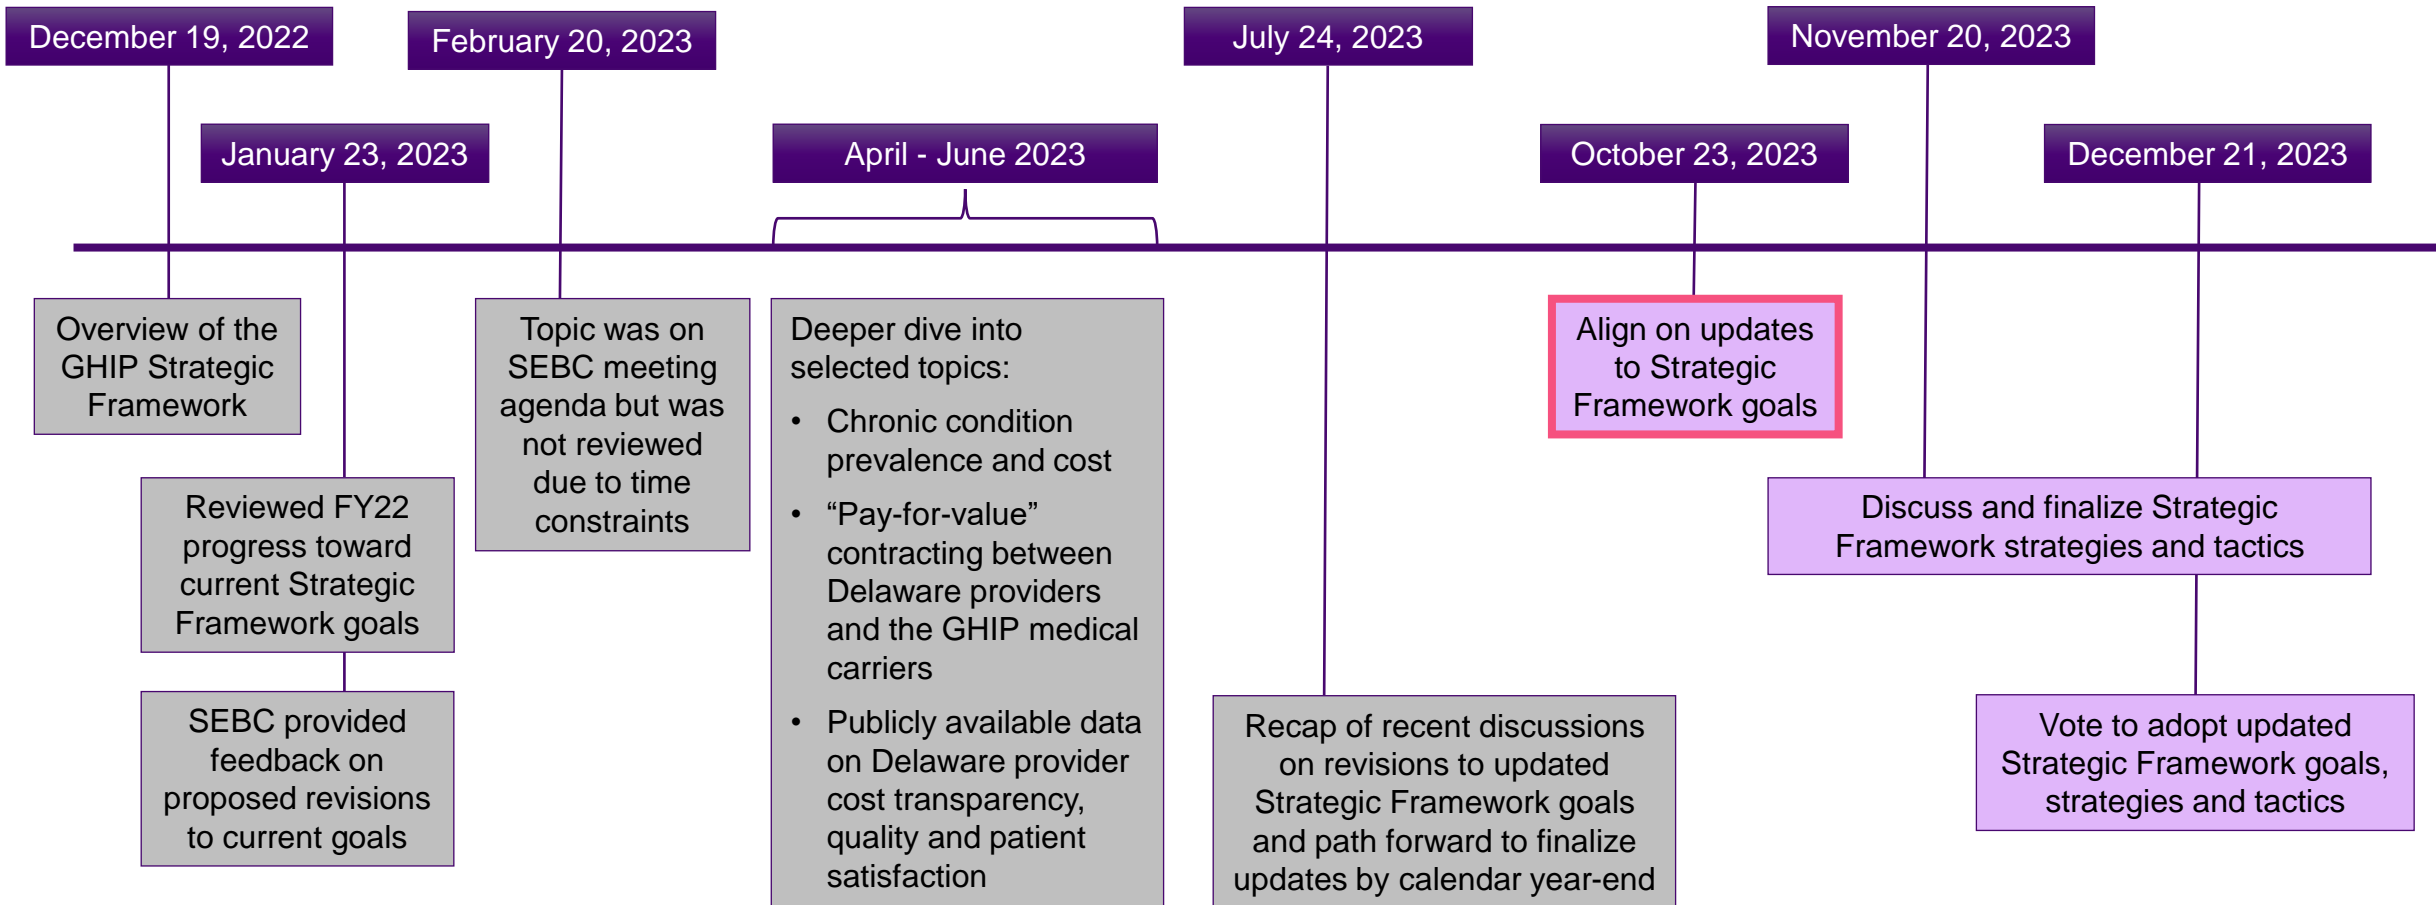 December 19, 2022
February 20, 2023
July 24, 2023
November 20, 2023
January 23, 2023
April - June 2023
October 23, 2023
December 21, 2023
Overview of the
GHIP Strategic
Framework
Reviewed FY22
progress toward
current Strategic
Framework goals
SEBC provided
feedback on
proposed revisions
to current goals
Topic was on
SEBC meeting
agenda but was
not reviewed
due to time
constraints
Deeper dive into
selected topics:
• Chronic condition
prevalence and cost
• “Pay-for-value”
contracting between
Delaware providers
and the GHIP medical
carriers
• Publicly available data
on Delaware provider
cost transparency,
quality and patient
satisfaction
Recap of recent discussions
on revisions to updated
Strategic Framework goals
and path forward to finalize
updates by calendar year-end
Align on updates
to Strategic
Framework goals
Discuss and finalize Strategic
Framework strategies and tactics
Vote to adopt updated
Strategic Framework goals,
strategies and tactics